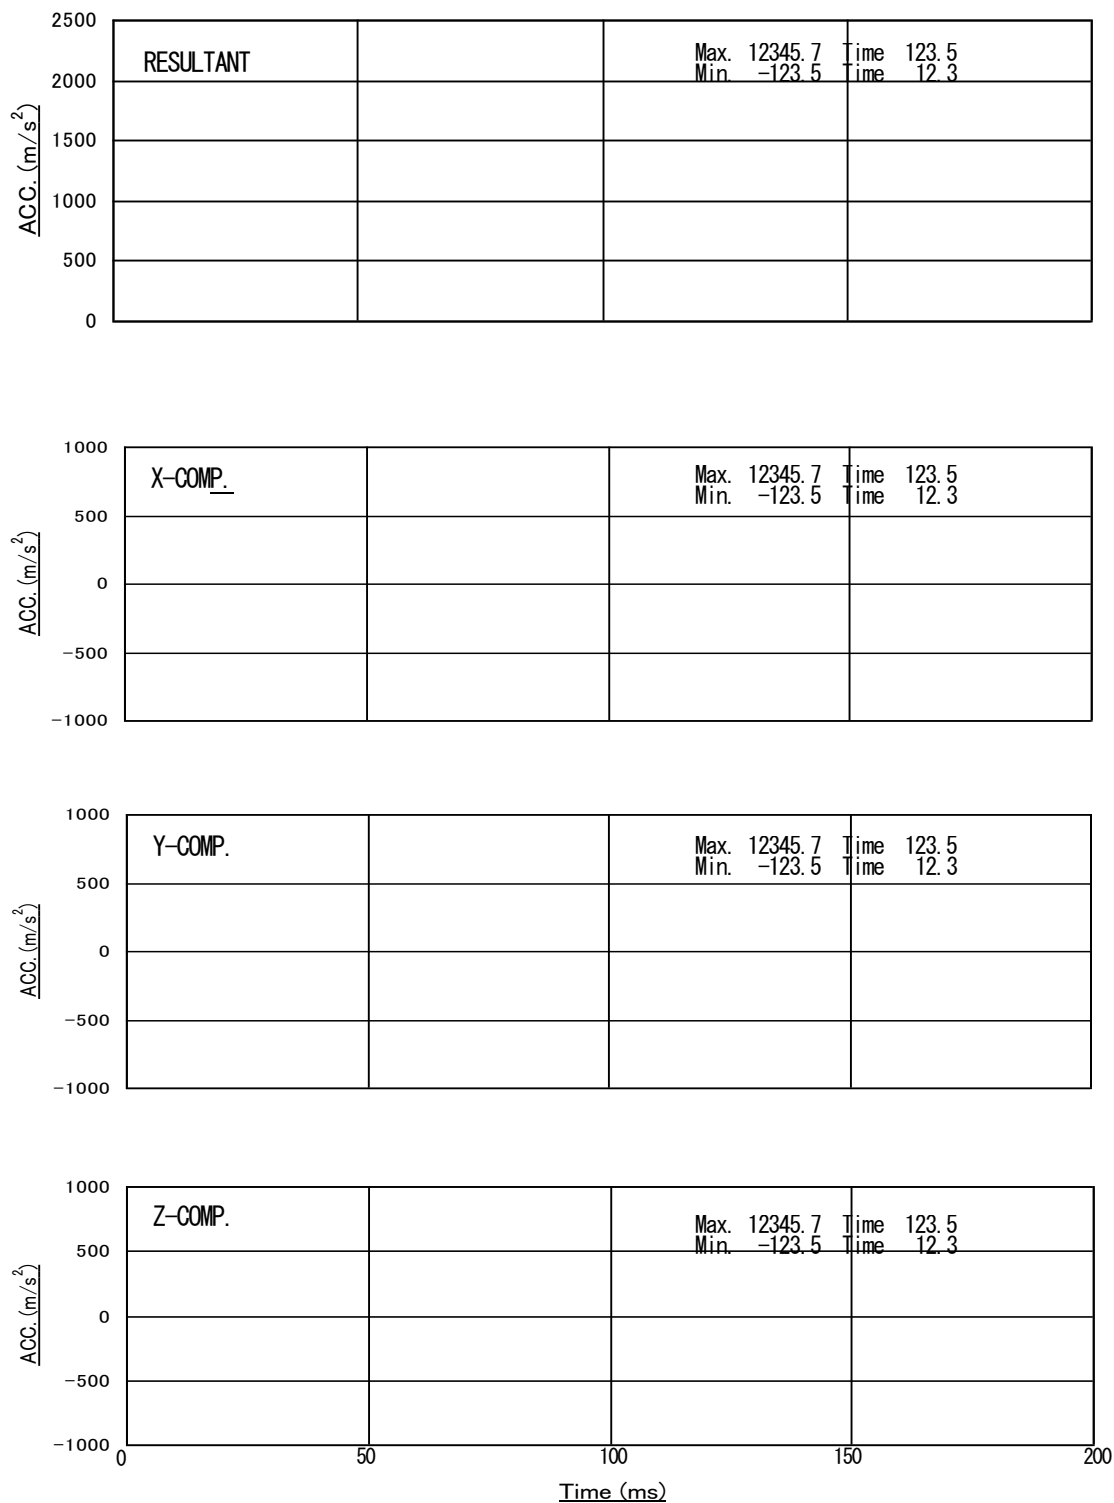 2500
RESULTANT
Max. 12345.7 Time 123.5
Min. -123.5 Time 12.3
2000
1500
1000
500
0
ACC. (m/s²)
1000
X-COMP.
Max. 12345.7 Time 123.5
Min. -123.5 Time 12.3
500
0
-500
-1000
ACC. (m/s²)
1000
Y-COMP.
Max. 12345.7 Time 123.5
Min. -123.5 Time 12.3
500
0
-500
-1000
ACC. (m/s²)
1000
Z-COMP.
Max. 12345.7 Time 123.5
Min. -123.5 Time 12.3
500
0
-500
-1000
ACC. (m/s²)
0 50 100 150 200
Time (ms)